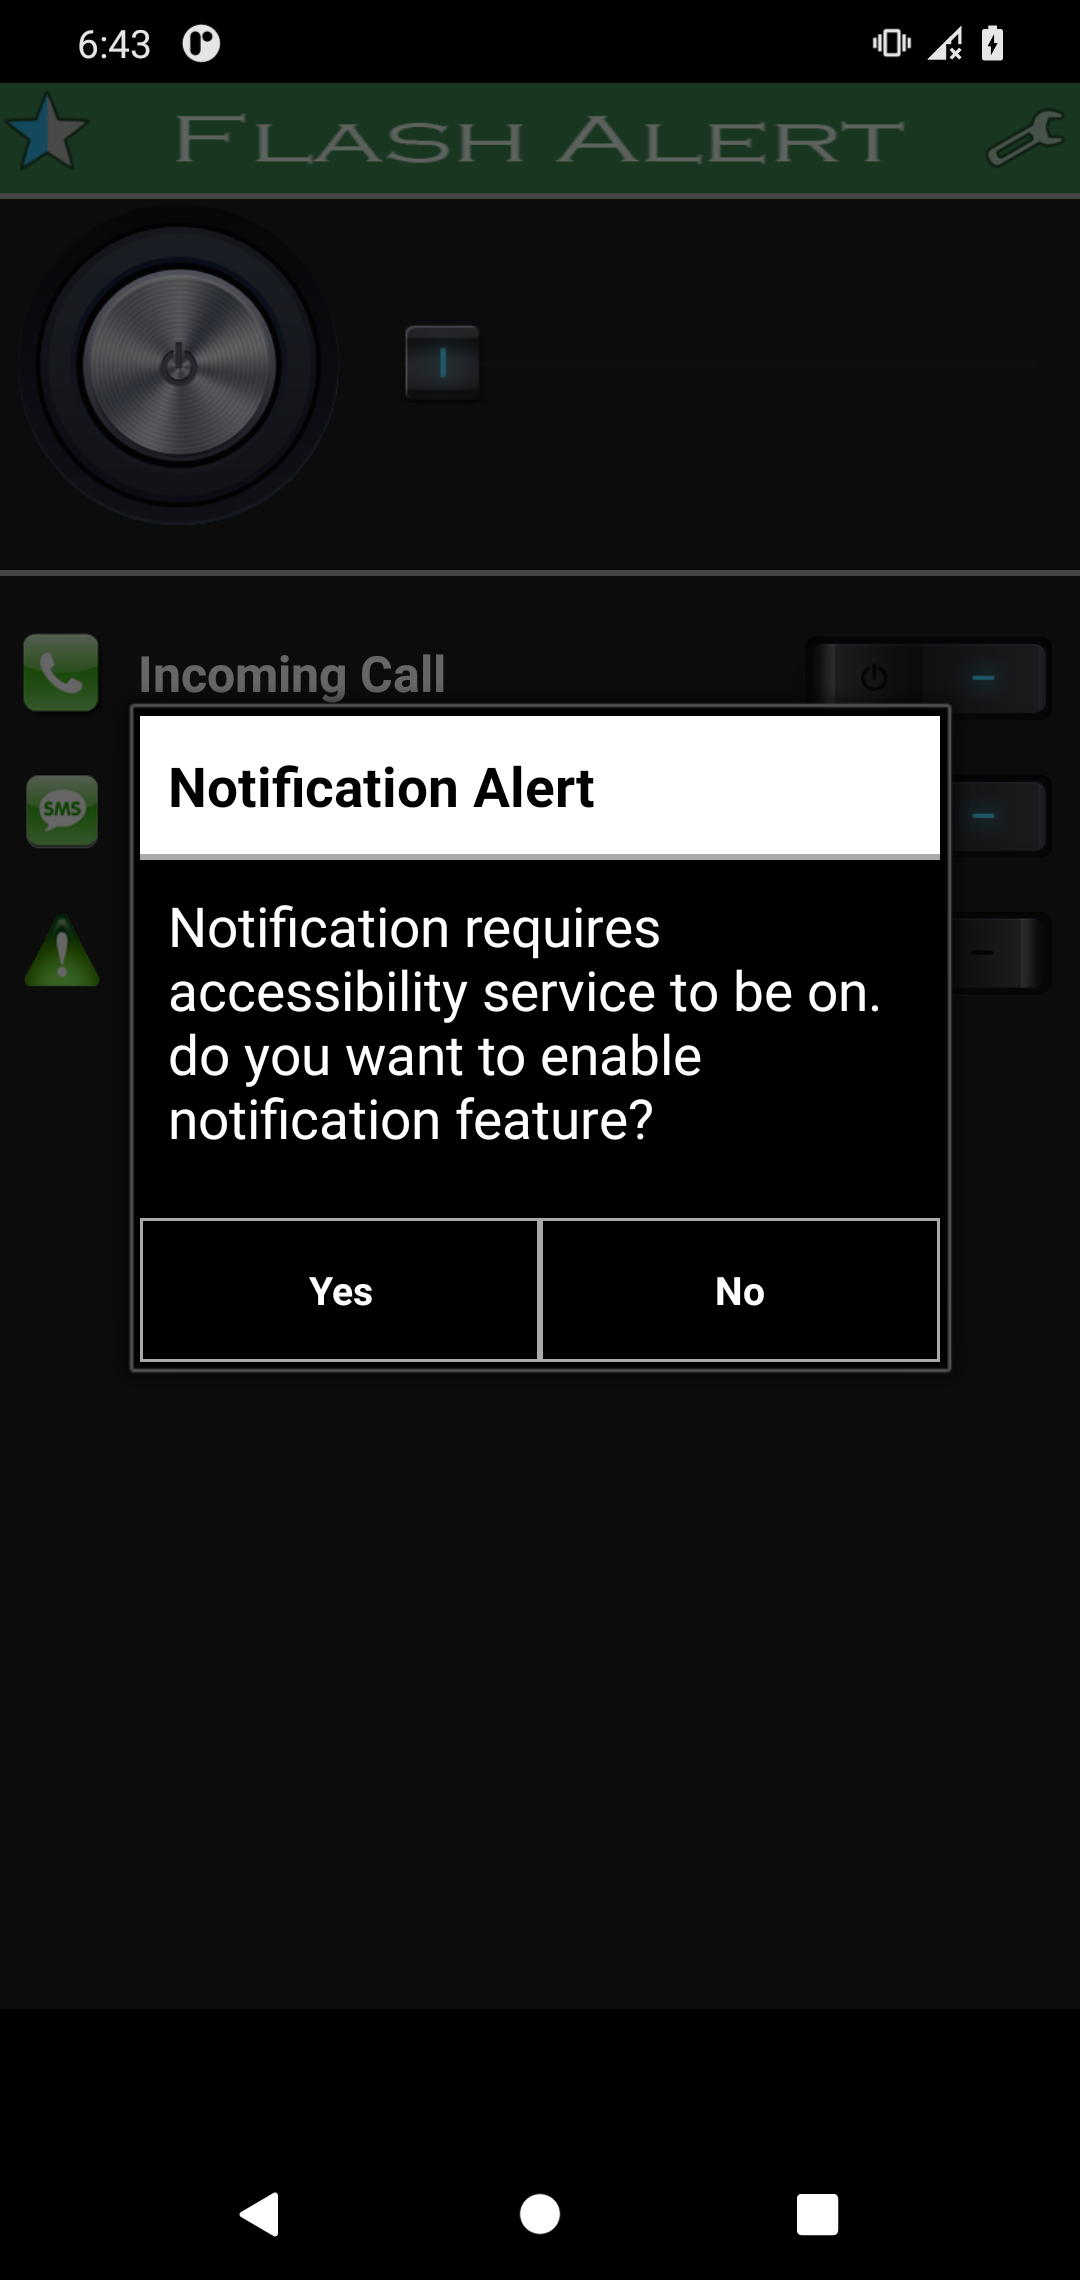 6:43
FLASH ALERT
Incoming Call
SMS
Notification Alert
Notification requires
accessibility service to be on.
do you want to enable
notification feature?
Yes
No